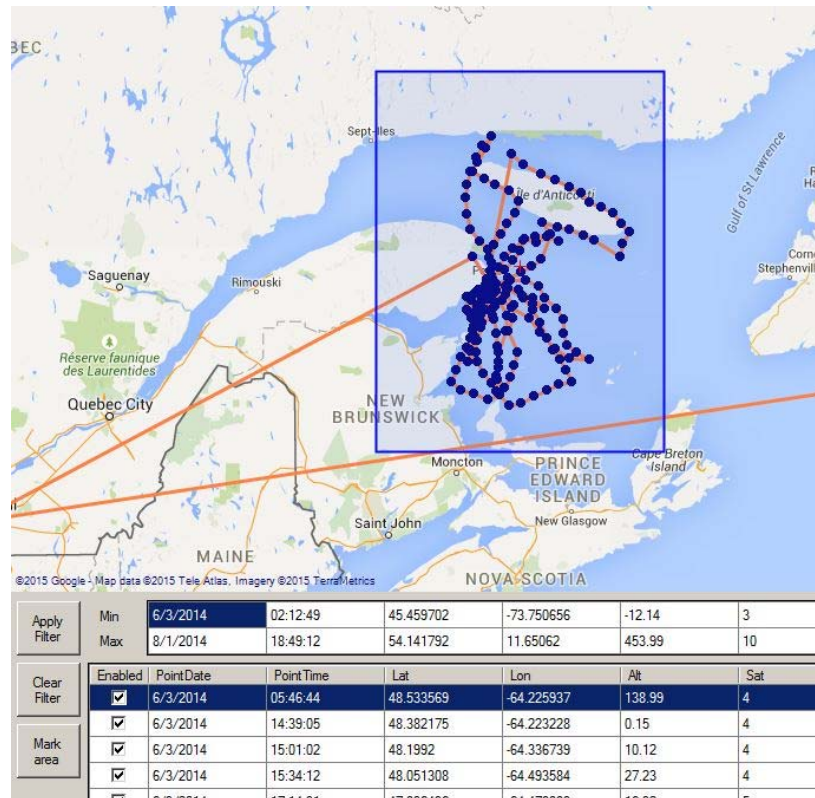 BEC
Sept-Iles
Île d'Anticosti
Gulf of St Lawrence
Corne
Stephenville
Saguenay
Rimouski
Réserve faunique
des Laurentides
Quebec City
NEW
BRUNSWICK
Moncton
PRINCE
EDWARD
ISLAND
Cape Breton
Island
New Glasgow
Saint John
MAINE
NOVA SCOTIA
©2015 Google - Map data ©2015 Tele Atlas, Imagery ©2015 TerraMetrics
Apply Filter Min 6/3/2014 02:12:49 45.459702 -73.750656 -12.14 3
Max 8/1/2014 18:49:12 54.141792 11.65062 453.99 10
Clear Filter Enabled PointDate PointTime Lat Lon Alt Sat
6/3/2014 05:46:44 48.533569 -64.225937 138.99 4
6/3/2014 14:39:05 48.382175 -64.223228 0.15 4
Mark area 6/3/2014 15:01:02 48.1992 -64.336739 10.12 4
6/3/2014 15:34:12 48.051308 -64.493584 27.23 4